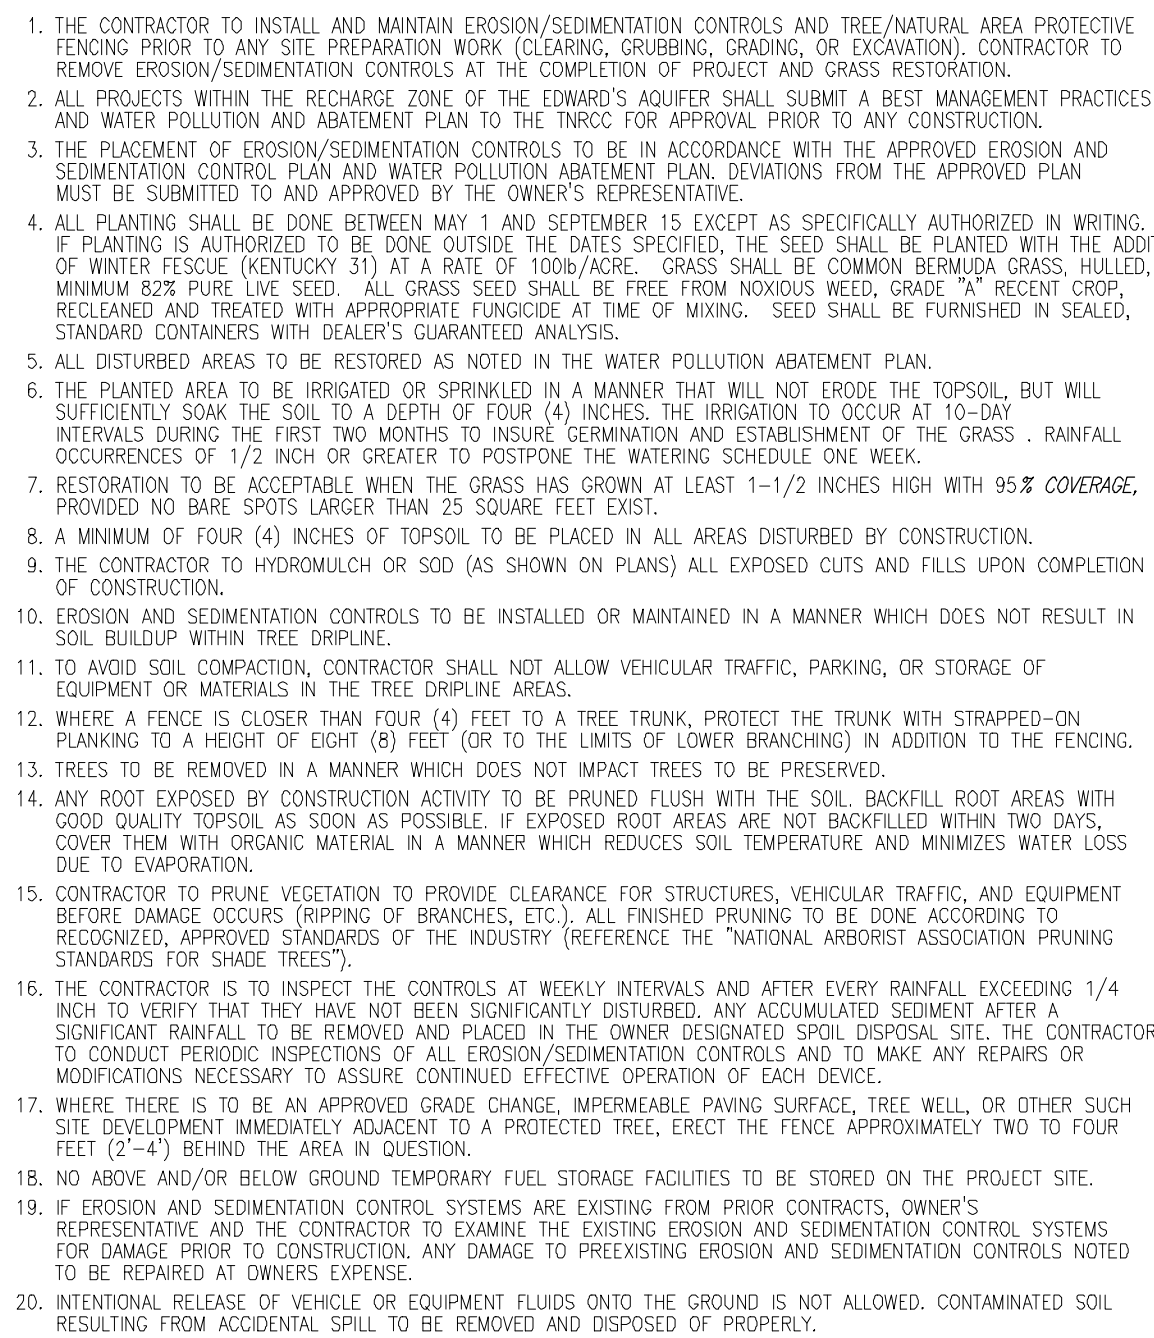 1. THE CONTRACTOR TO INSTALL AND MAINTAIN EROSION/SEDIMENTATION CONTROLS AND TREE/NATURAL AREA PROTECTIVE
FENCING PRIOR TO ANY SITE PREPARATION WORK (CLEARING, GRUBBING, GRADING, OR EXCAVATION). CONTRACTOR TO
REMOVE EROSION/SEDIMENTATION CONTROLS AT THE COMPLETION OF PROJECT AND GRASS RESTORATION.
2. ALL PROJECTS WITHIN THE RECHARGE ZONE OF THE EDWARD'S AQUIFER SHALL SUBMIT A BEST MANAGEMENT PRACTICES
AND WATER POLLUTION AND ABATEMENT PLAN TO THE TNRCC FOR APPROVAL PRIOR TO ANY CONSTRUCTION.
3. THE PLACEMENT OF EROSION/SEDIMENTATION CONTROLS TO BE IN ACCORDANCE WITH THE APPROVED EROSION AND
SEDIMENTATION CONTROL PLAN AND WATER POLLUTION ABATEMENT PLAN. DEVIATIONS FROM THE APPROVED PLAN
MUST BE SUBMITTED TO AND APPROVED BY THE OWNER'S REPRESENTATIVE.
4. ALL PLANTING SHALL BE DONE BETWEEN MAY 1 AND SEPTEMBER 15 EXCEPT AS SPECIFICALLY AUTHORIZED IN WRITING.
IF PLANTING IS AUTHORIZED TO BE DONE OUTSIDE THE DATES SPECIFIED, THE SEED SHALL BE PLANTED WITH THE ADDI
OF WINTER FESCUE (KENTUCKY 31) AT A RATE OF 100lb/ACRE. GRASS SHALL BE COMMON BERMUDA GRASS, HULLED,
MINIMUM 82% PURE LIVE SEED. ALL GRASS SEED SHALL BE FREE FROM NOXIOUS WEED, GRADE "A" RECENT CROP,
RECLEANED AND TREATED WITH APPROPRIATE FUNGICIDE AT TIME OF MIXING. SEED SHALL BE FURNISHED IN SEALED,
STANDARD CONTAINERS WITH DEALER'S GUARANTEED ANALYSIS.
5. ALL DISTURBED AREAS TO BE RESTORED AS NOTED IN THE WATER POLLUTION ABATEMENT PLAN.
6. THE PLANTED AREA TO BE IRRIGATED OR SPRINKLED IN A MANNER THAT WILL NOT ERODE THE TOPSOIL, BUT WILL
SUFFICIENTLY SOAK THE SOIL TO A DEPTH OF FOUR (4) INCHES. THE IRRIGATION TO OCCUR AT 10-DAY
INTERVALS DURING THE FIRST TWO MONTHS TO INSURE GERMINATION AND ESTABLISHMENT OF THE GRASS . RAINFALL
OCCURRENCES OF 1/2 INCH OR GREATER TO POSTPONE THE WATERING SCHEDULE ONE WEEK.
7. RESTORATION TO BE ACCEPTABLE WHEN THE GRASS HAS GROWN AT LEAST 1-1/2 INCHES HIGH WITH 95% COVERAGE,
PROVIDED NO BARE SPOTS LARGER THAN 25 SQUARE FEET EXIST.
8. A MINIMUM OF FOUR (4) INCHES OF TOPSOIL TO BE PLACED IN ALL AREAS DISTURBED BY CONSTRUCTION.
9. THE CONTRACTOR TO HYDROMULCH OR SOD (AS SHOWN ON PLANS) ALL EXPOSED CUTS AND FILLS UPON COMPLETION
OF CONSTRUCTION.
10. EROSION AND SEDIMENTATION CONTROLS TO BE INSTALLED OR MAINTAINED IN A MANNER WHICH DOES NOT RESULT IN
SOIL BUILDUP WITHIN TREE DRIPLINE.
11. TO AVOID SOIL COMPACTION, CONTRACTOR SHALL NOT ALLOW VEHICULAR TRAFFIC, PARKING, OR STORAGE OF
EQUIPMENT OR MATERIALS IN THE TREE DRIPLINE AREAS.
12. WHERE A FENCE IS CLOSER THAN FOUR (4) FEET TO A TREE TRUNK, PROTECT THE TRUNK WITH STRAPPED-ON
PLANKING TO A HEIGHT OF EIGHT (8) FEET (OR TO THE LIMITS OF LOWER BRANCHING) IN ADDITION TO THE FENCING.
13. TREES TO BE REMOVED IN A MANNER WHICH DOES NOT IMPACT TREES TO BE PRESERVED.
14. ANY ROOT EXPOSED BY CONSTRUCTION ACTIVITY TO BE PRUNED FLUSH WITH THE SOIL. BACKFILL ROOT AREAS WITH
GOOD QUALITY TOPSOIL AS SOON AS POSSIBLE. IF EXPOSED ROOT AREAS ARE NOT BACKFILLED WITHIN TWO DAYS,
COVER THEM WITH ORGANIC MATERIAL IN A MANNER WHICH REDUCES SOIL TEMPERATURE AND MINIMIZES WATER LOSS
DUE TO EVAPORATION.
15. CONTRACTOR TO PRUNE VEGETATION TO PROVIDE CLEARANCE FOR STRUCTURES, VEHICULAR TRAFFIC, AND EQUIPMENT
BEFORE DAMAGE OCCURS (RIPPING OF BRANCHES, ETC.). ALL FINISHED PRUNING TO BE DONE ACCORDING TO
RECOGNIZED, APPROVED STANDARDS OF THE INDUSTRY (REFERENCE THE "NATIONAL ARBORIST ASSOCIATION PRUNING
STANDARDS FOR SHADE TREES").
16. THE CONTRACTOR IS TO INSPECT THE CONTROLS AT WEEKLY INTERVALS AND AFTER EVERY RAINFALL EXCEEDING 1/4
INCH TO VERIFY THAT THEY HAVE NOT BEEN SIGNIFICANTLY DISTURBED. ANY ACCUMULATED SEDIMENT AFTER A
SIGNIFICANT RAINFALL TO BE REMOVED AND PLACED IN THE OWNER DESIGNATED SPOIL DISPOSAL SITE. THE CONTRACTOR
TO CONDUCT PERIODIC INSPECTIONS OF ALL EROSION/SEDIMENTATION CONTROLS AND TO MAKE ANY REPAIRS OR
MODIFICATIONS NECESSARY TO ASSURE CONTINUED EFFECTIVE OPERATION OF EACH DEVICE.
17. WHERE THERE IS TO BE AN APPROVED GRADE CHANGE, IMPERMEABLE PAVING SURFACE, TREE WELL, OR OTHER SUCH
SITE DEVELOPMENT IMMEDIATELY ADJACENT TO A PROTECTED TREE, ERECT THE FENCE APPROXIMATELY TWO TO FOUR
FEET (2'-4') BEHIND THE AREA IN QUESTION.
18. NO ABOVE AND/OR BELOW GROUND TEMPORARY FUEL STORAGE FACILITIES TO BE STORED ON THE PROJECT SITE.
19. IF EROSION AND SEDIMENTATION CONTROL SYSTEMS ARE EXISTING FROM PRIOR CONTRACTS, OWNER'S
REPRESENTATIVE AND THE CONTRACTOR TO EXAMINE THE EXISTING EROSION AND SEDIMENTATION CONTROL SYSTEMS
FOR DAMAGE PRIOR TO CONSTRUCTION. ANY DAMAGE TO PREEXISTING EROSION AND SEDIMENTATION CONTROLS NOTED
TO BE REPAIRED AT OWNERS EXPENSE.
20. INTENTIONAL RELEASE OF VEHICLE OR EQUIPMENT FLUIDS ONTO THE GROUND IS NOT ALLOWED. CONTAMINATED SOIL
RESULTING FROM ACCIDENTAL SPILL TO BE REMOVED AND DISPOSED OF PROPERLY.